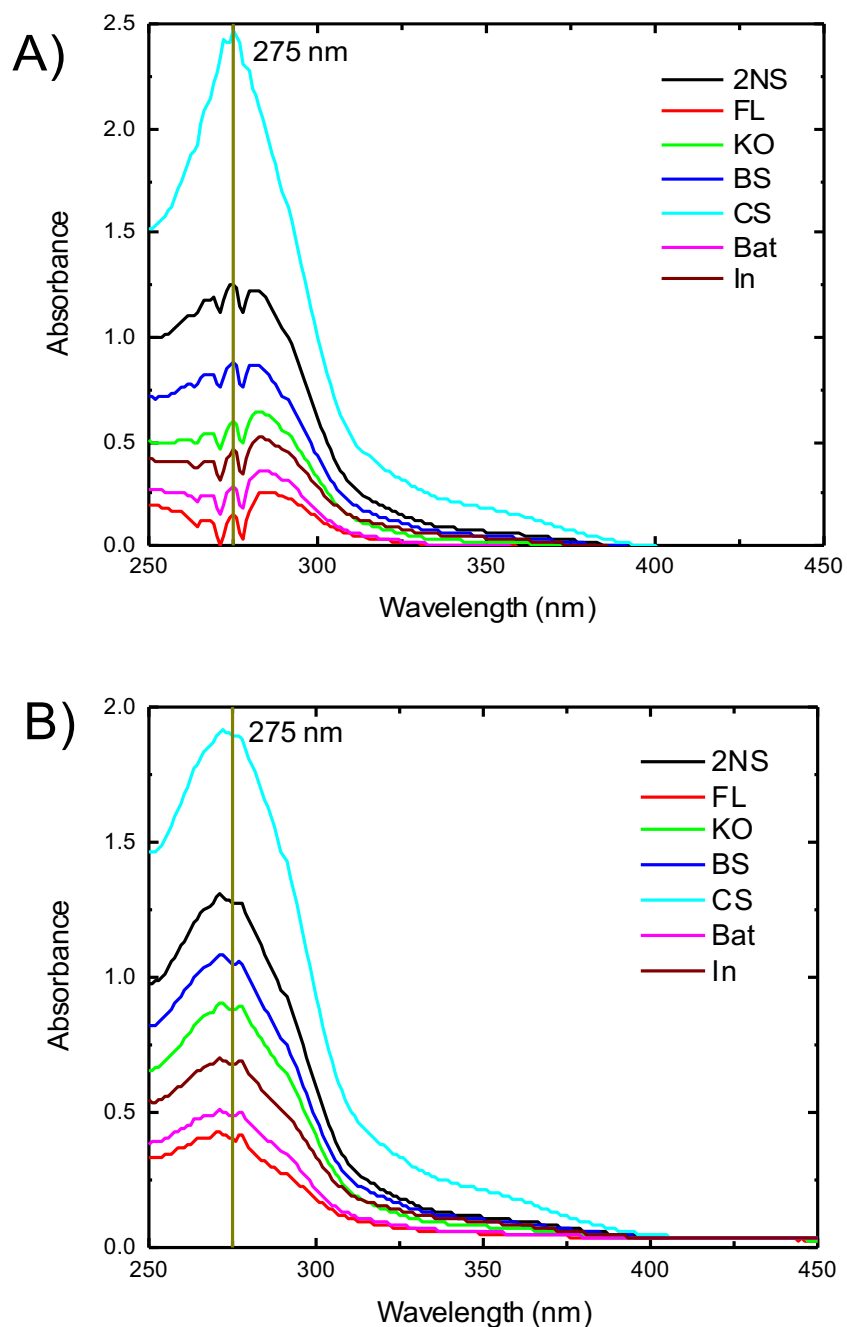 A)
275 nm
2NS
FL
KO
BS
CS
Bat
In
2.5
2.0
1.5
1.0
0.5
0.0
Absorbance
250 300 350 400 450
Wavelength (nm)
B)
275 nm
2NS
FL
KO
BS
CS
Bat
In
2.0
1.5
1.0
0.5
0.0
Absorbance
250 300 350 400 450
Wavelength (nm)